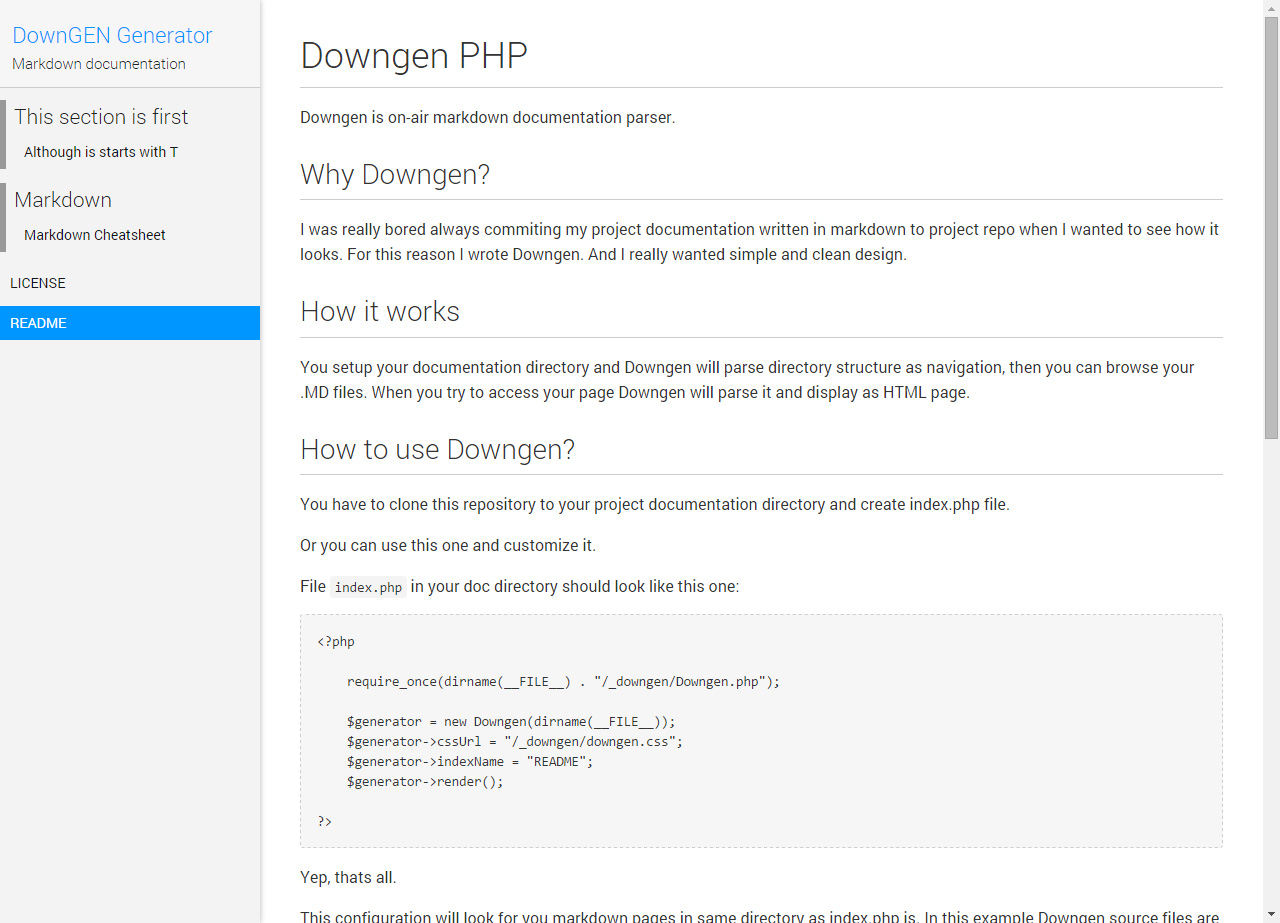 DownGEN Generator
Markdown documentation
This section is first
Although is starts with T
Markdown
Markdown Cheatsheet
LICENSE
README
Downgen PHP
Downgen is on-air markdown documentation parser.
Why Downgen?
I was really bored always commiting my project documentation written in markdown to project repo when I wanted to see how it
looks. For this reason I wrote Downgen. And I really wanted simple and clean design.
How it works
You setup your documentation directory and Downgen will parse directory structure as navigation, then you can browse your
.MD files. When you try to access your page Downgen will parse it and display as HTML page.
How to use Downgen?
You have to clone this repository to your project documentation directory and create index.php file.
Or you can use this one and customize it.
File index.php in your doc directory should look like this one:
<?php
require_once(dirname(__FILE__) . "/_downgen/Downgen.php");
$generator = new Downgen(dirname(__FILE__));
$generator->cssUrl = "/_downgen/downgen.css";
$generator->indexName = "README";
$generator->render();
?>
Yep, thats all.
This configuration will look for you markdown pages in same directory as index.php is. In this example Downgen source files are